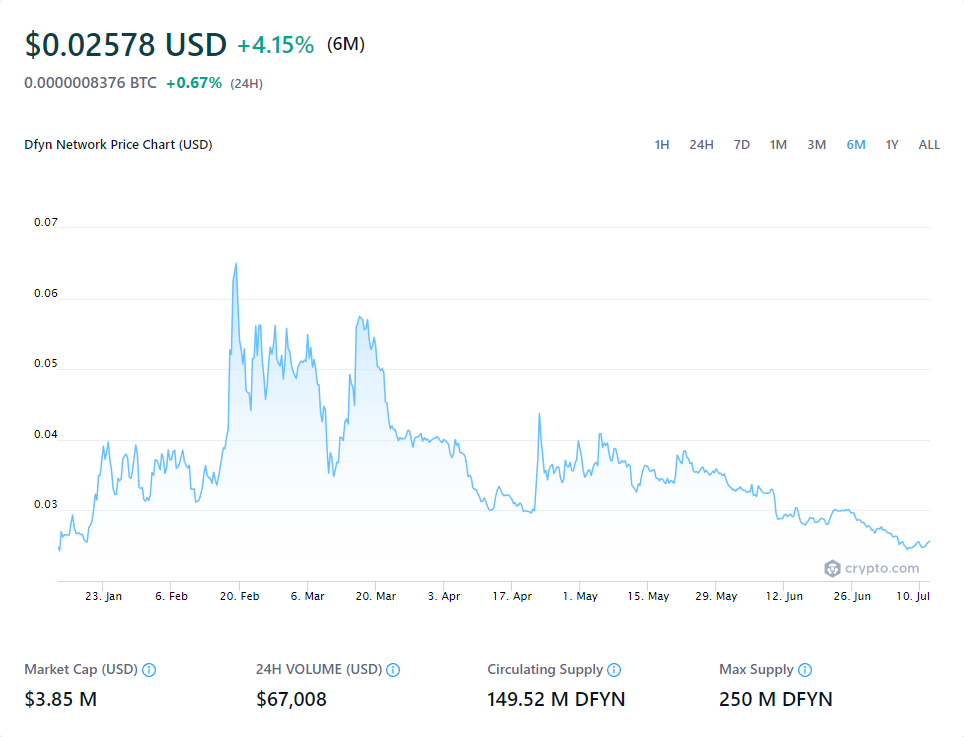 $0.02578 USD +4.15% (6M)
0.0000008376 BTC +0.67% (24H)
Dfyn Network Price Chart (USD)
1H 24H 7D 1M 3M 6M 1Y ALL
0.07
0.06
0.05
0.04
0.03
crypto.com
23. Jan 6. Feb 20. Feb 6. Mar 20. Mar 3. Apr 17. Apr 1. May 15. May 29. May 12. Jun 26. Jun 10. Jul
Market Cap (USD) 24H VOLUME (USD) Circulating Supply Max Supply
$3.85 M $67,008 149.52 M DFYN 250 M DFYN